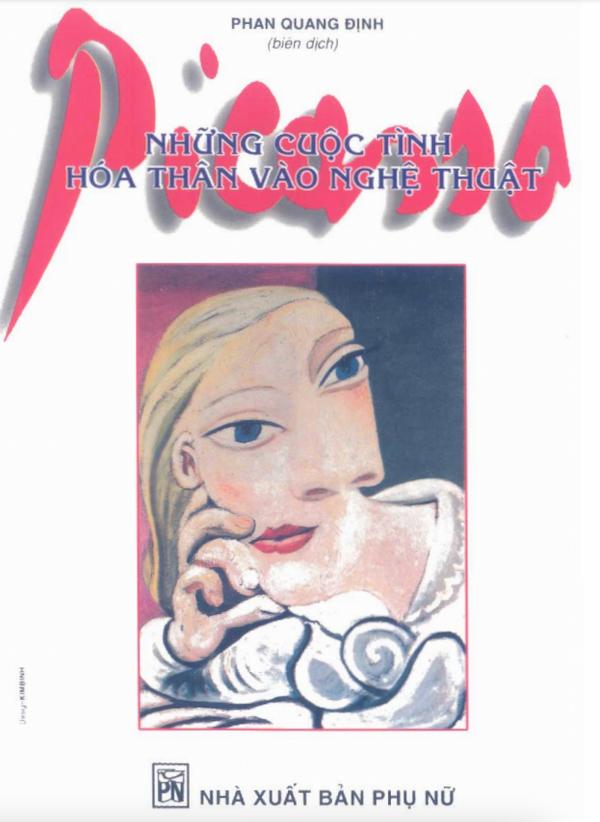 PHAN QUANG ĐỊNH
(biên dịch)
Picasso
NHỮNG CUỘC TÌNH
HÓA THÂN VÀO NGHỆ THUẬT
Design-KIMBINH
PN
NHÀ XUẤT BẢN PHỤ NỮ